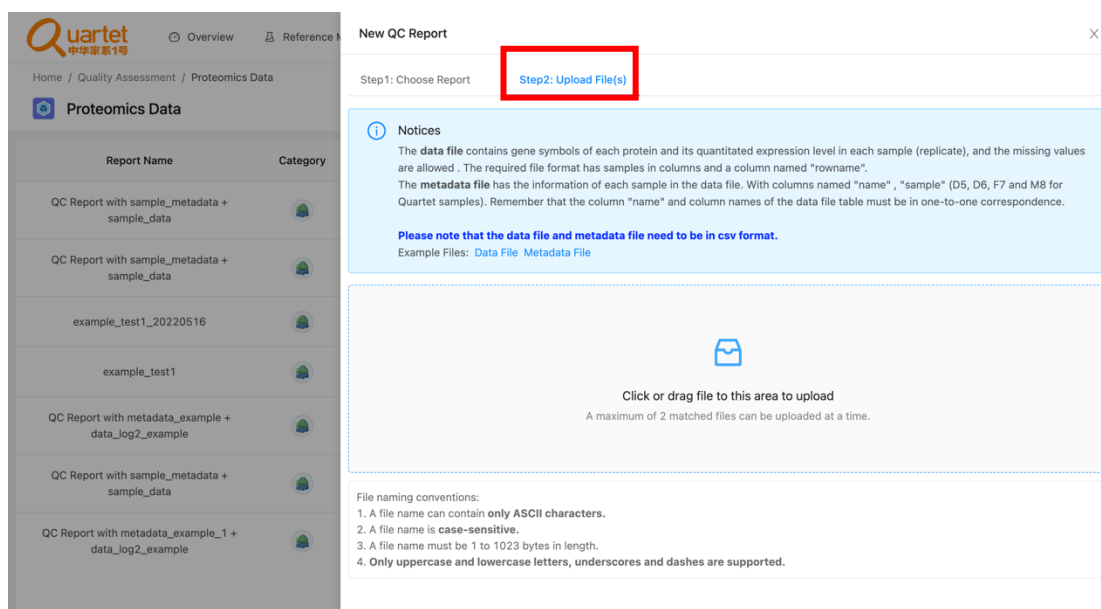 Quartet
中华家系1号
Overview
Reference
Home / Quality Assessment / Proteomics Data
Proteomics Data
Report Name Category
QC Report with sample_metadata +
sample_data
QC Report with sample_metadata +
sample_data
example_test1_20220516
example_test1
QC Report with metadata_example +
data_log2_example
QC Report with sample_metadata +
sample_data
QC Report with metadata_example_1 +
data_log2_example
New QC Report
Step1: Choose Report Step2: Upload File(s)
Notices
The data file contains gene symbols of each protein and its quantitated expression level in each sample (replicate), and the missing values
are allowed . The required file format has samples in columns and a column named "rowname".
The metadata file has the information of each sample in the data file. With columns named "name" , "sample" (D5, D6, F7 and M8 for
Quartet samples). Remember that the column "name" and column names of the data file table must be in one-to-one correspondence.
Please note that the data file and metadata file need to be in csv format.
Example Files: Data File Metadata File
Click or drag file to this area to upload
A maximum of 2 matched files can be uploaded at a time.
File naming conventions:
1. A file name can contain only ASCII characters.
2. A file name is case-sensitive.
3. A file name must be 1 to 1023 bytes in length.
4. Only uppercase and lowercase letters, underscores and dashes are supported.